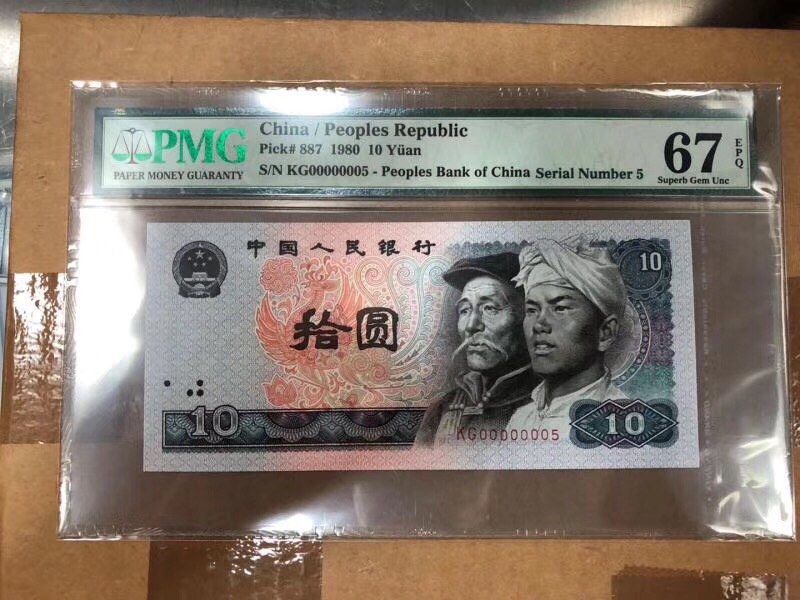 PMG
PAPER MONEY GUARANTY
China / Peoples Republic
Pick# 887 1980 10 Yüan
S/N KG00000005 - Peoples Bank of China Serial Number 5
67 EPQ
Superb Gem Unc
中国人民银行
10
拾圆
10
KG00000005
10